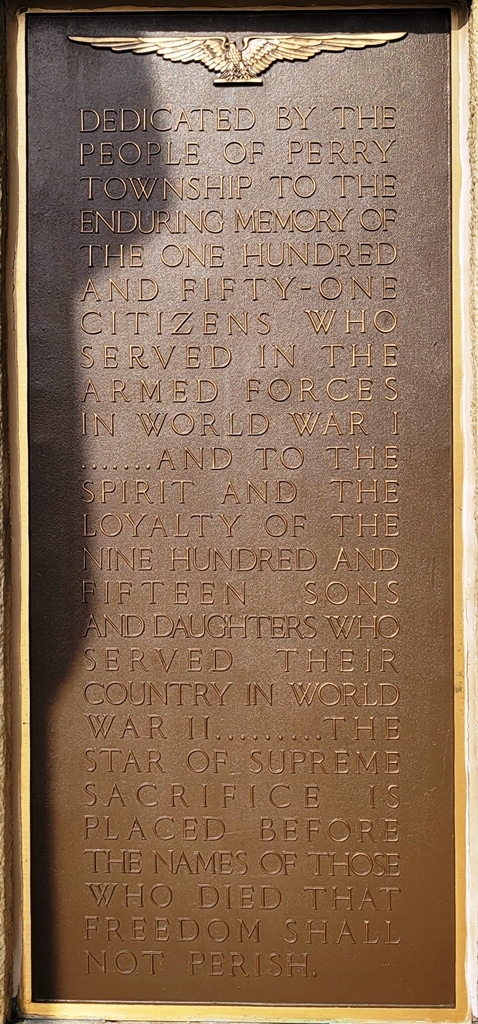 DEDICATED BY THE
PEOPLE OF PERRY
TOWNSHIP TO THE
ENDURING MEMORY OF
THE ONE HUNDRED
AND FIFTY-ONE
CITIZENS WHO
SERVED IN THE
ARMED FORCES
IN WORLD WAR I
.......AND TO THE
SPIRIT AND THE
LOYALTY OF THE
NINE HUNDRED AND
FIFTEEN SONS
AND DAUGHTERS WHO
SERVED THEIR
COUNTRY IN WORLD
WAR II.........THE
STAR OF SUPREME
SACRIFICE IS
PLACED BEFORE
THE NAMES OF THOSE
WHO DIED THAT
FREEDOM SHALL
NOT PERISH.